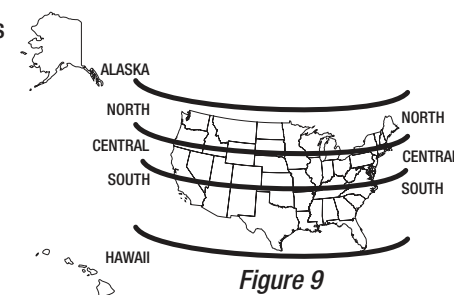 S
ALASKA
NORTH
NORTH
CENTRAL
CENTRAL
SOUTH
SOUTH
HAWAII
Figure 9